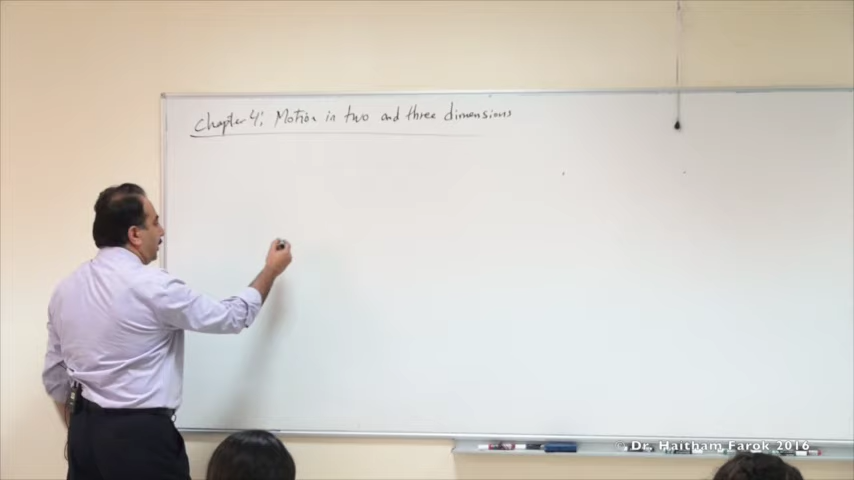 Chapter 4: Motion in two and three dimensions
© Dr. Haitham Farok 2016